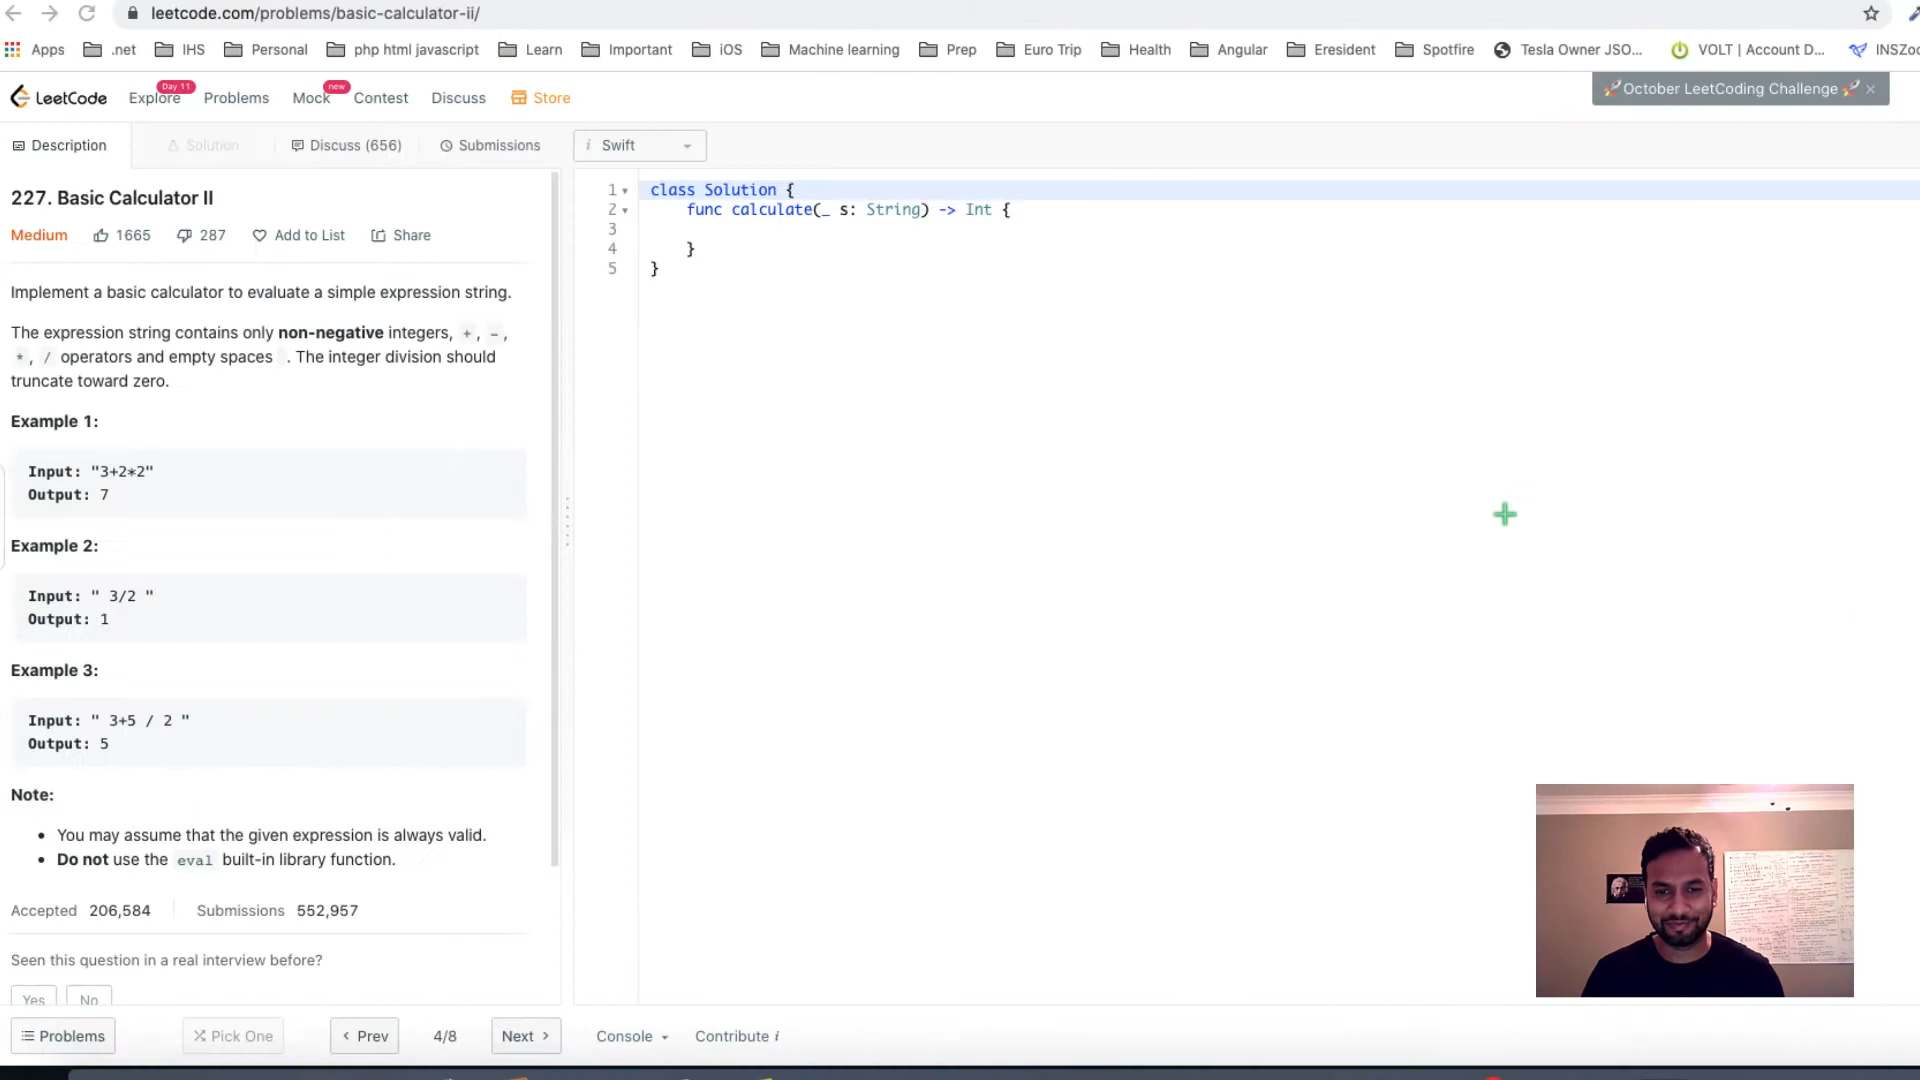 leetcode.com/problems/basic-calculator-ii/
Apps .net IHS Personal php html javascript Learn Important iOS Machine learning Prep Euro Trip Health Angular Eresident Spotfire Tesla Owner JSO... VOLT | Account D... INSZoo
LeetCode Explore Day 11 Problems Mock new Contest Discuss Store
🚀October LeetCoding Challenge🚀 ×
Description Solution Discuss (656) Submissions i Swift
227. Basic Calculator II
Medium 1665 287 Add to List Share
Implement a basic calculator to evaluate a simple expression string.
The expression string contains only non-negative integers, + , - ,
* , / operators and empty spaces . The integer division should
truncate toward zero.
Example 1:
Input: "3+2*2"
Output: 7
Example 2:
Input: " 3/2 "
Output: 1
Example 3:
Input: " 3+5 / 2 "
Output: 5
Note:
• You may assume that the given expression is always valid.
• Do not use the eval built-in library function.
Accepted 206,584 Submissions 552,957
Seen this question in a real interview before?
Yes No
1 class Solution {
2 func calculate(_ s: String) -> Int {
3
4 }
5 }
Problems Pick One < Prev 4/8 Next > Console Contribute i